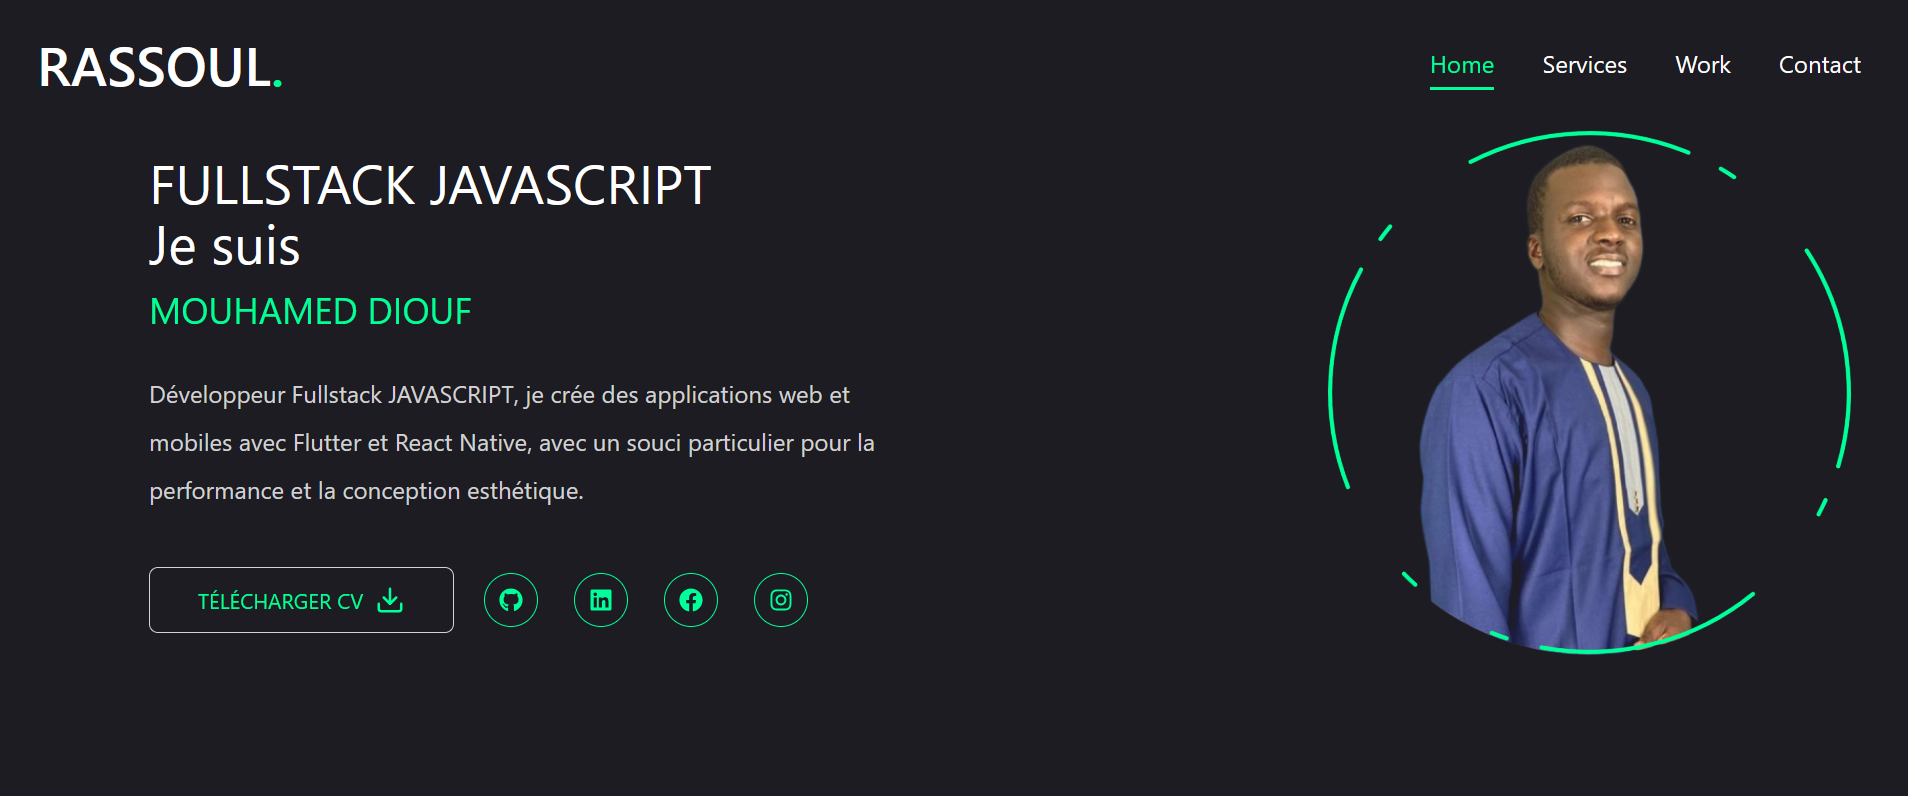 RASSOUL.
Home Services Work Contact
FULLSTACK JAVASCRIPT
Je suis
MOUHAMED DIOUF
Développeur Fullstack JAVASCRIPT, je crée des applications web et
mobiles avec Flutter et React Native, avec un souci particulier pour la
performance et la conception esthétique.
TÉLÉCHARGER CV
in